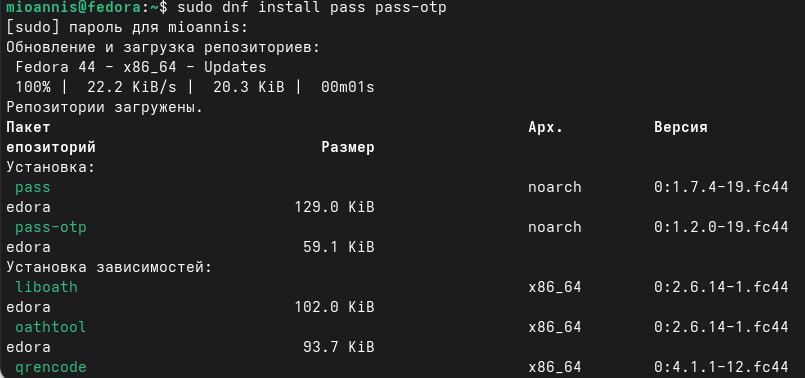 mioannis@fedora:~$ sudo dnf install pass pass-otp
[sudo] пароль для mioannis:
Обновление и загрузка репозиториев:
Fedora 44 - x86_64 - Updates
100% | 22.2 KiB/s | 20.3 KiB | 00m01s
Репозитории загружены.
Пакет Арх. Версия
епозиторий Размер
Установка:
pass noarch 0:1.7.4-19.fc44
edora 129.0 KiB
pass-otp noarch 0:1.2.0-19.fc44
edora 59.1 KiB
Установка зависимостей:
liboath x86_64 0:2.6.14-1.fc44
edora 102.0 KiB
oathtool x86_64 0:2.6.14-1.fc44
edora 93.7 KiB
qrencode x86_64 0:4.1.1-12.fc44